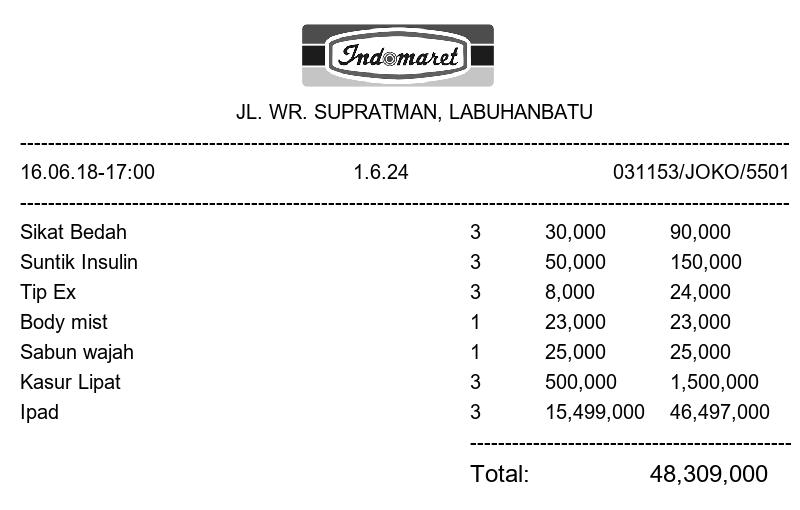 Indomaret
JL. WR. SUPRATMAN, LABUHANBATU
16.06.18-17:00 1.6.24 031153/JOKO/5501
Sikat Bedah 3 30,000 90,000
Suntik Insulin 3 50,000 150,000
Tip Ex 3 8,000 24,000
Body mist 1 23,000 23,000
Sabun wajah 1 25,000 25,000
Kasur Lipat 3 500,000 1,500,000
Ipad 3 15,499,000 46,497,000
Total: 48,309,000